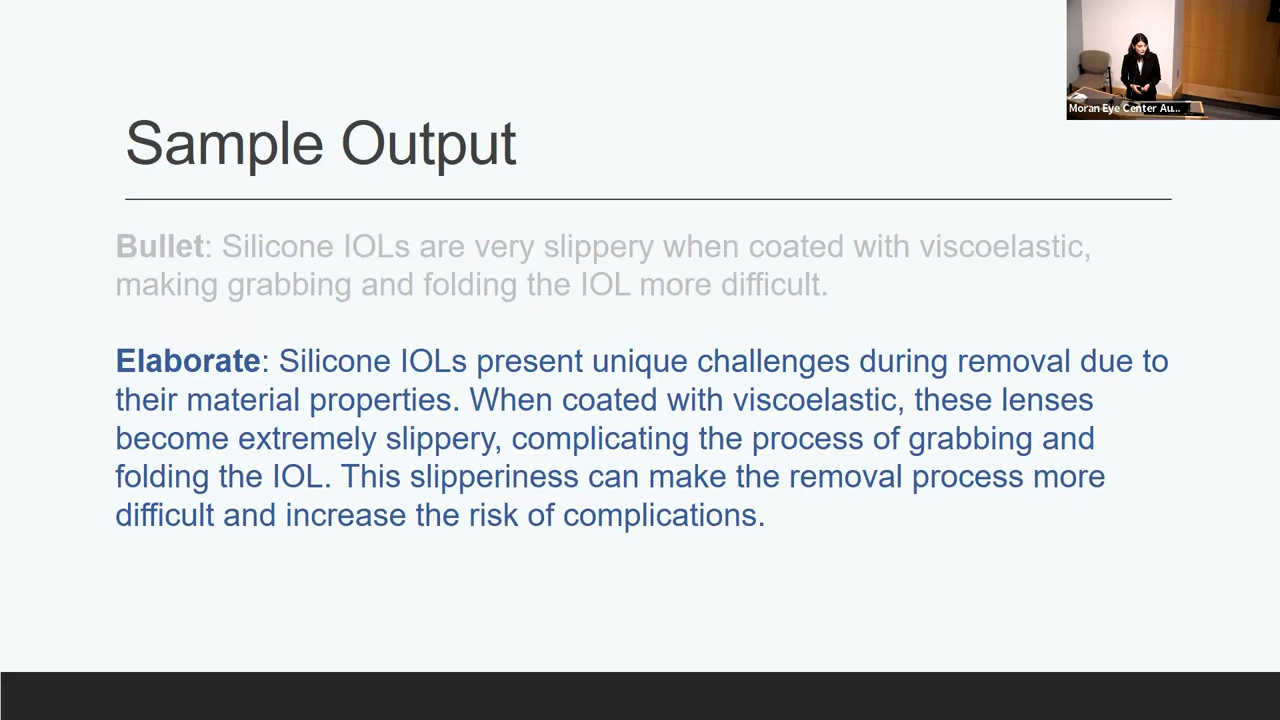 Moran Eye Center Au...
Sample Output
Bullet: Silicone IOLs are very slippery when coated with viscoelastic,
making grabbing and folding the IOL more difficult.
Elaborate: Silicone IOLs present unique challenges during removal due to
their material properties. When coated with viscoelastic, these lenses
become extremely slippery, complicating the process of grabbing and
folding the IOL. This slipperiness can make the removal process more
difficult and increase the risk of complications.